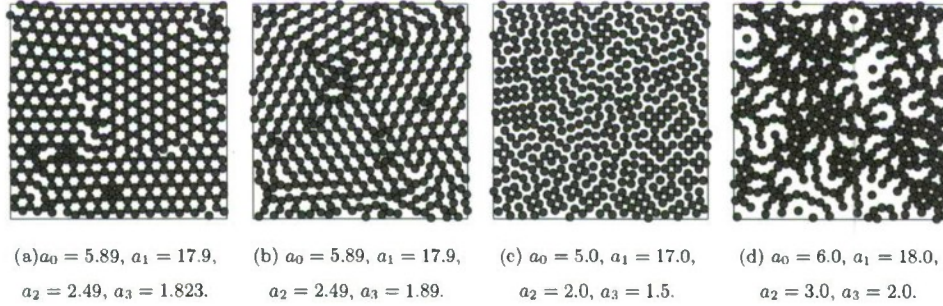 (a)a₀ = 5.89, a₁ = 17.9,
a₂ = 2.49, a₃ = 1.823.
(b) a₀ = 5.89, a₁ = 17.9,
a₂ = 2.49, a₃ = 1.89.
(c) a₀ = 5.0, a₁ = 17.0,
a₂ = 2.0, a₃ = 1.5.
(d) a₀ = 6.0, a₁ = 18.0,
a₂ = 3.0, a₃ = 2.0.